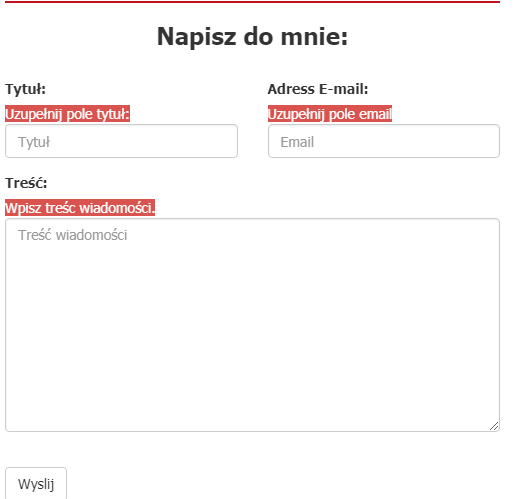 Napisz do mnie:
Tytuł:
Adress E-mail:
Uzupełnij pole tytuł:
Uzupełnij pole email
Tytuł
Email
Treść:
Wpisz treśc wiadomości.
Treść wiadomości
Wyslij